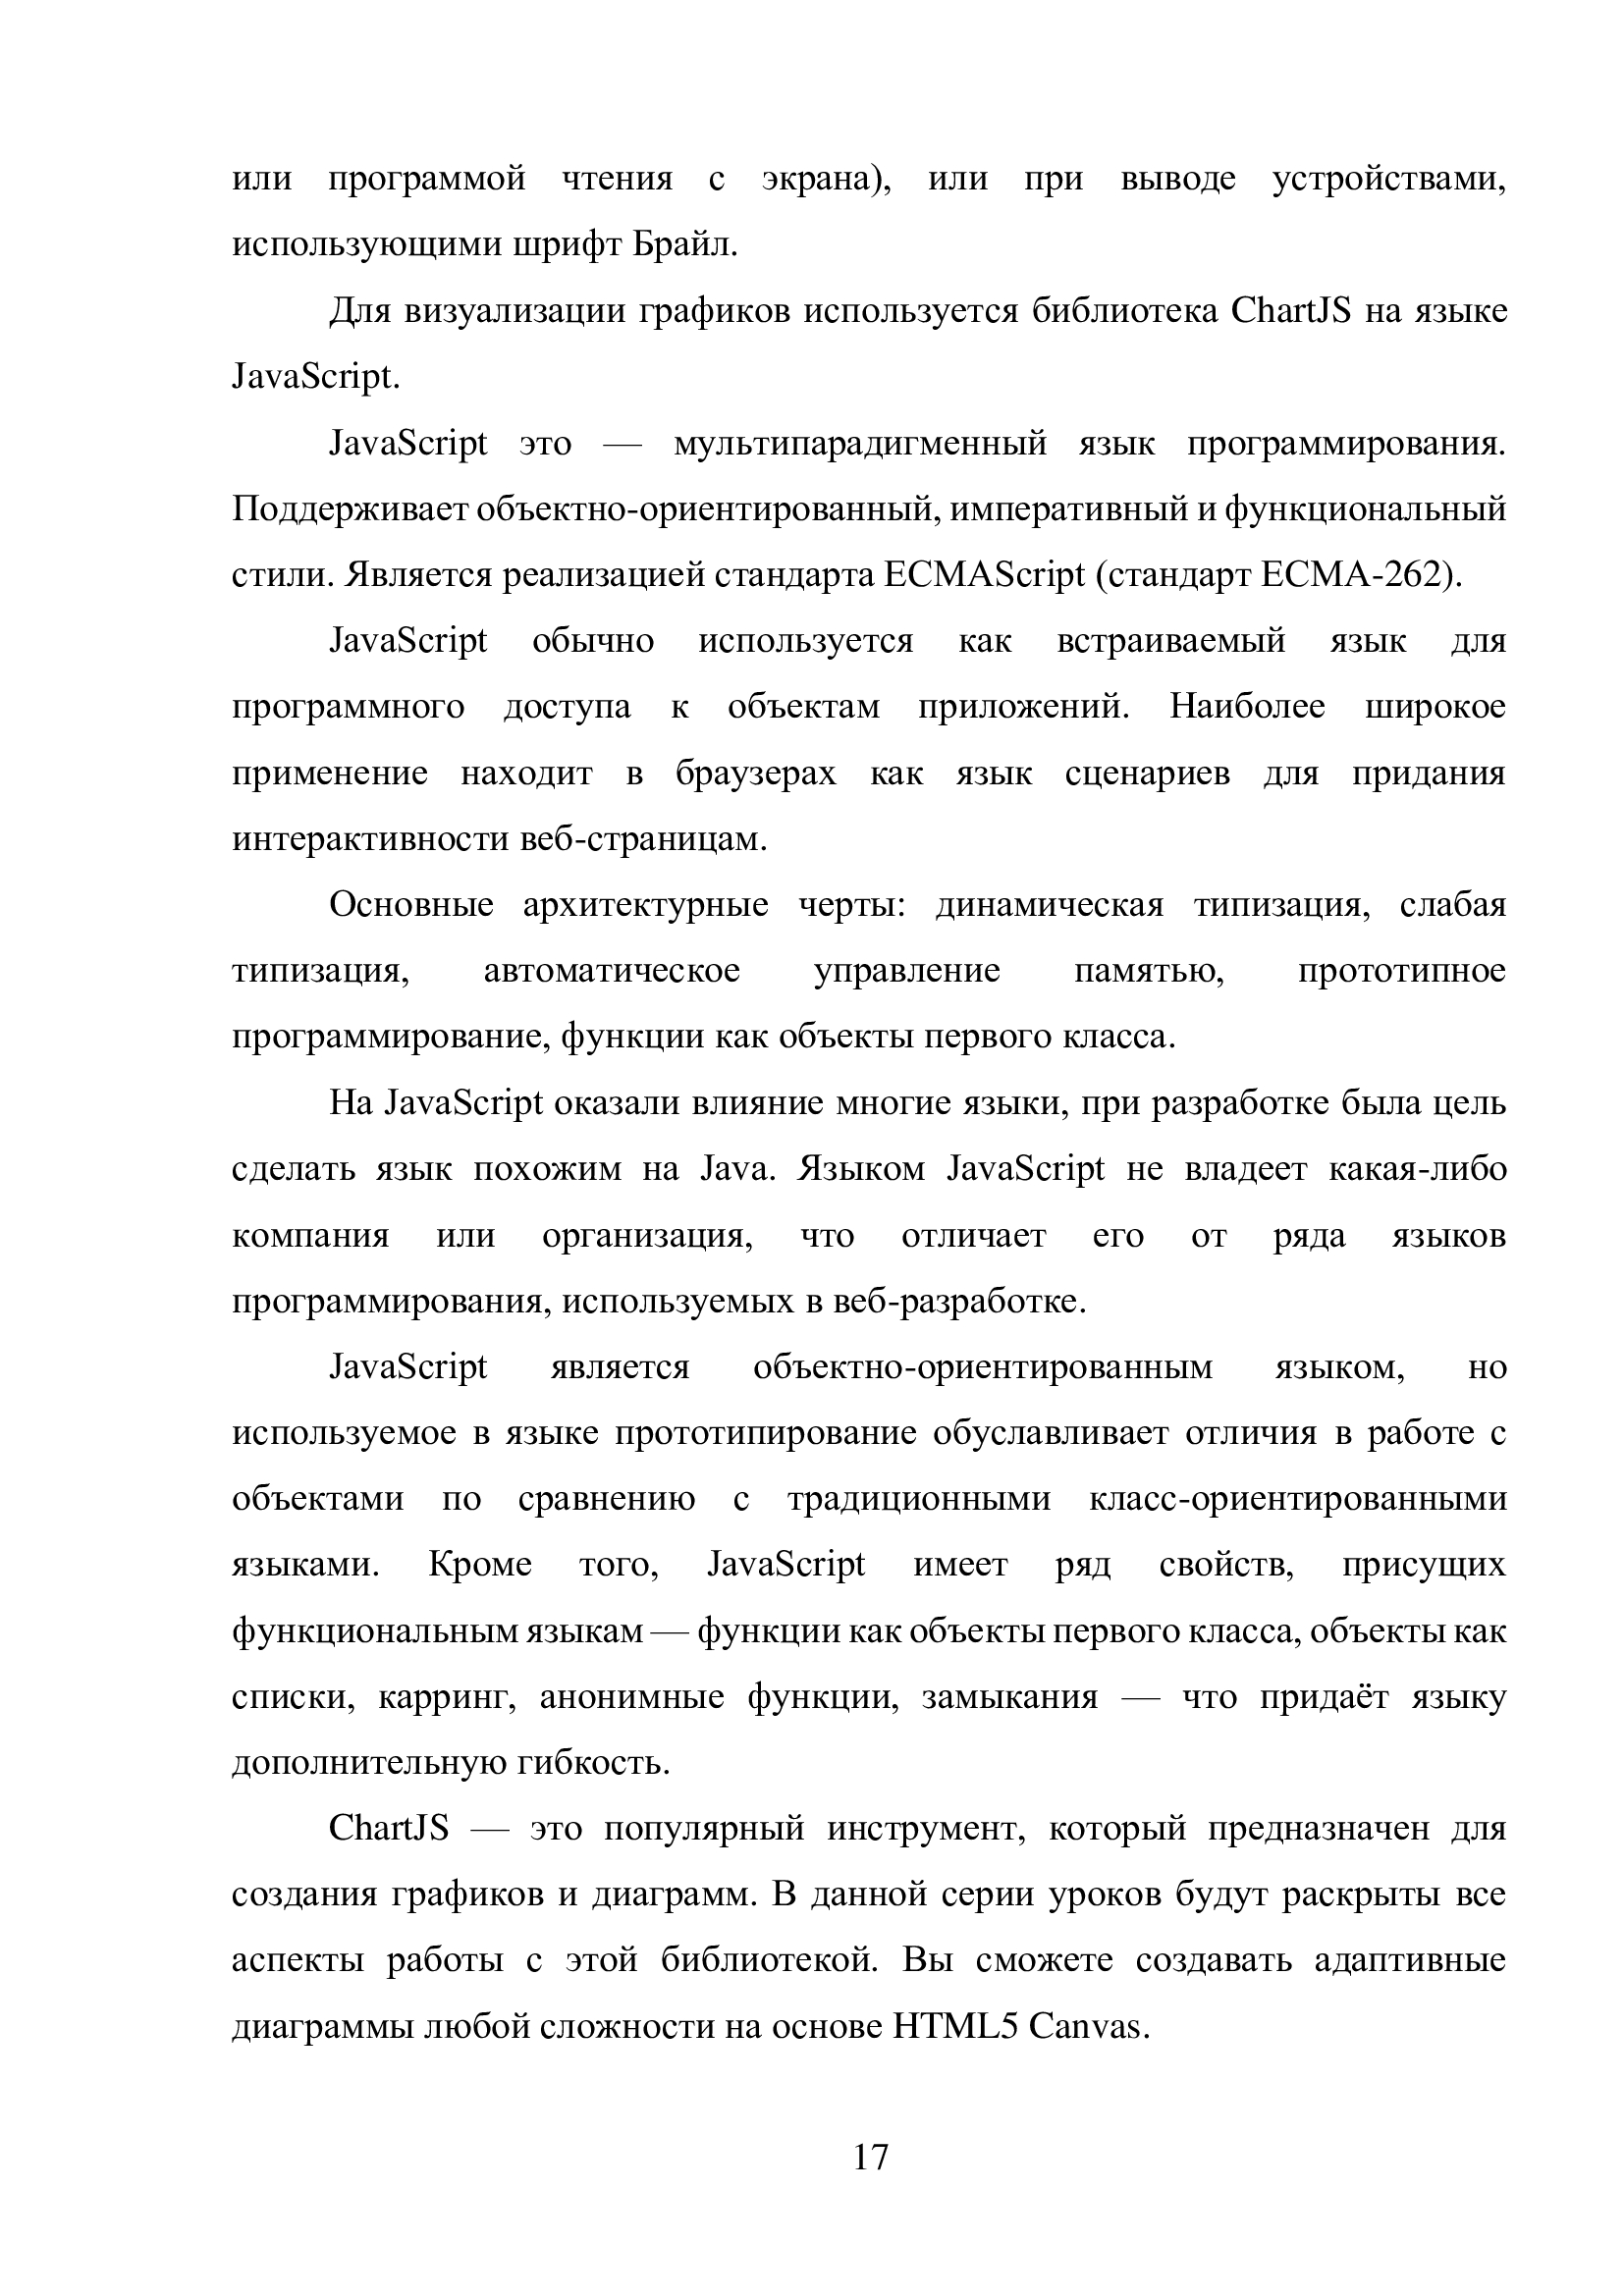 или программой чтения с экрана), или при выводе устройствами,
использующими шрифт Брайл.
Для визуализации графиков используется библиотека ChartJS на языке
JavaScript.
JavaScript это — мультипарадигменный язык программирования.
Поддерживает объектно-ориентированный, императивный и функциональный
стили. Является реализацией стандарта ECMAScript (стандарт ECMA-262).
JavaScript обычно используется как встраиваемый язык для
программного доступа к объектам приложений. Наиболее широкое
применение находит в браузерах как язык сценариев для придания
интерактивности веб-страницам.
Основные архитектурные черты: динамическая типизация, слабая
типизация, автоматическое управление памятью, прототипное
программирование, функции как объекты первого класса.
На JavaScript оказали влияние многие языки, при разработке была цель
сделать язык похожим на Java. Языком JavaScript не владеет какая-либо
компания или организация, что отличает его от ряда языков
программирования, используемых в веб-разработке.
JavaScript является объектно-ориентированным языком, но
используемое в языке прототипирование обуславливает отличия в работе с
объектами по сравнению с традиционными класс-ориентированными
языками. Кроме того, JavaScript имеет ряд свойств, присущих
функциональным языкам — функции как объекты первого класса, объекты как
списки, карринг, анонимные функции, замыкания — что придаёт языку
дополнительную гибкость.
ChartJS — это популярный инструмент, который предназначен для
создания графиков и диаграмм. В данной серии уроков будут раскрыты все
аспекты работы с этой библиотекой. Вы сможете создавать адаптивные
диаграммы любой сложности на основе HTML5 Canvas.
17